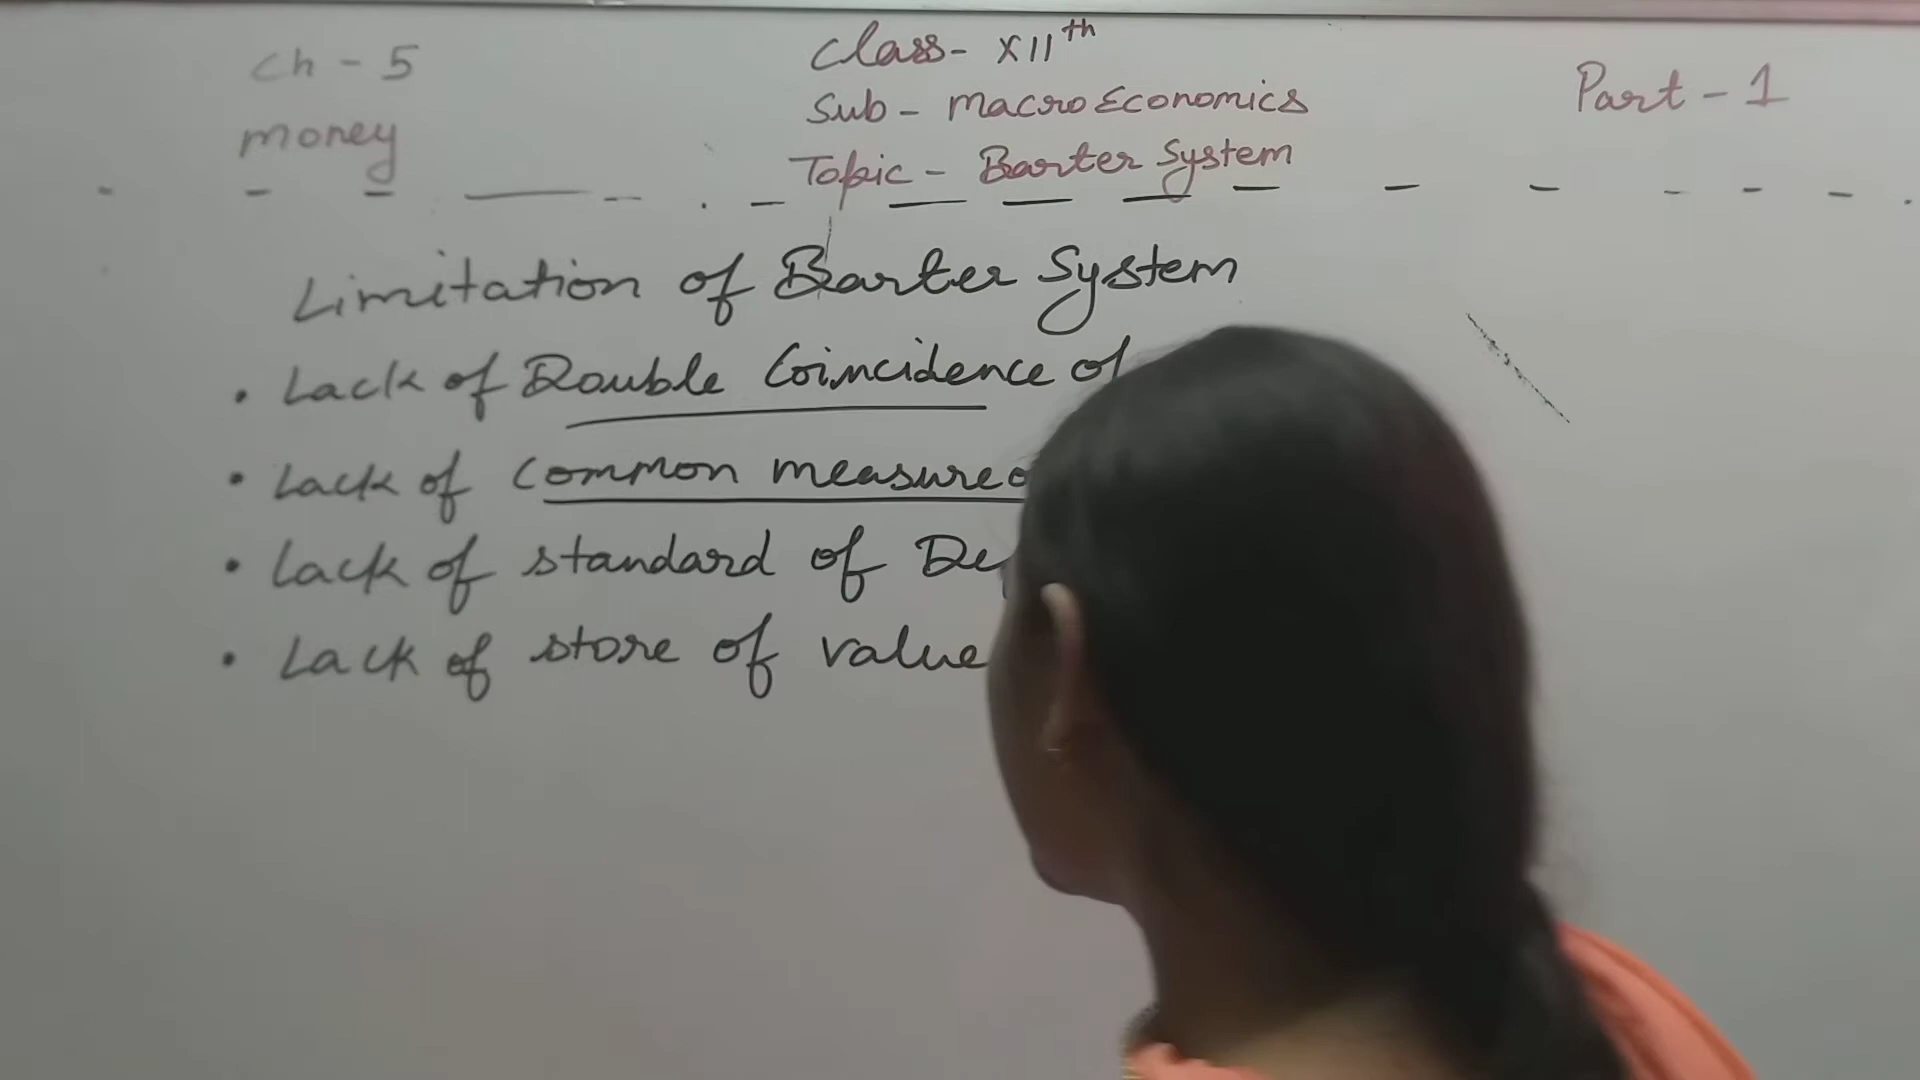 Ch - 5
money
Class - XIIth
Sub - Macro Economics
Topic - Barter System
Part - 1
Limitation of Barter System
• Lack of Double Coincidence of
• Lack of common measure
• Lack of standard of
• Lack of store of value